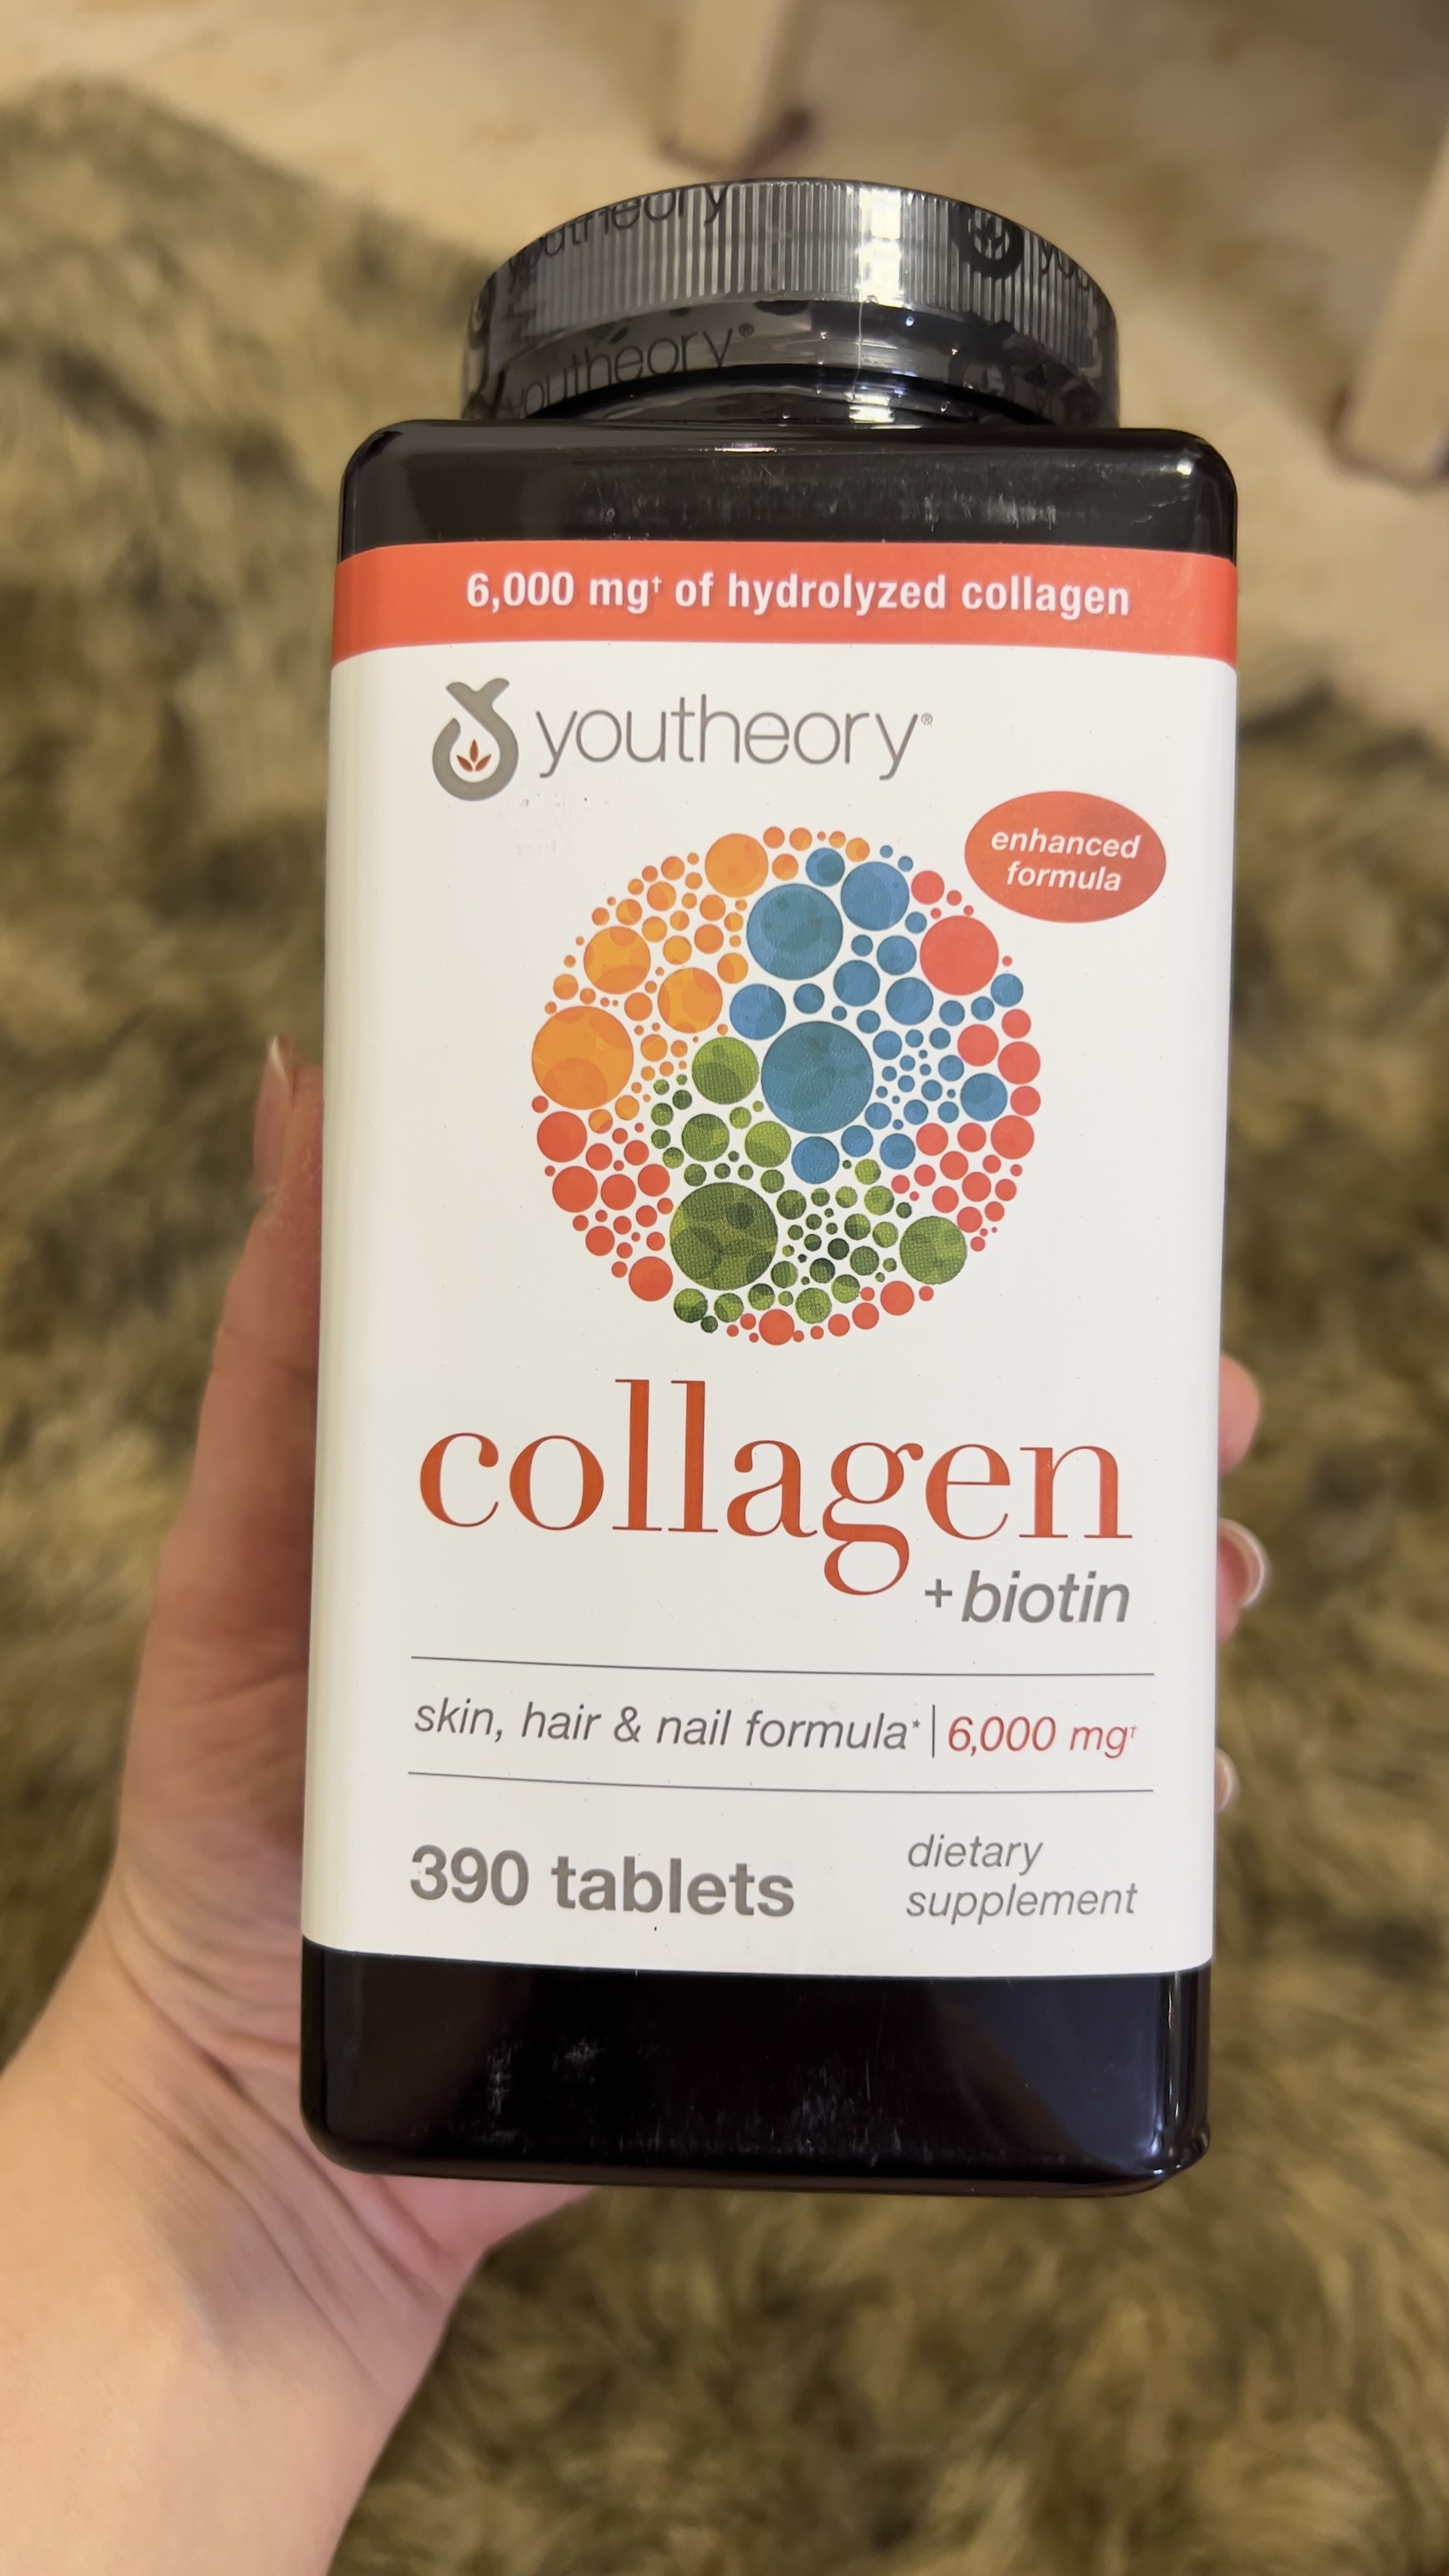 youtheory
youtheory®
6,000 mg† of hydrolyzed collagen
youtheory®
enhanced
formula
collagen
+ biotin
skin, hair & nail formula* | 6,000 mg†
390 tablets
dietary
supplement